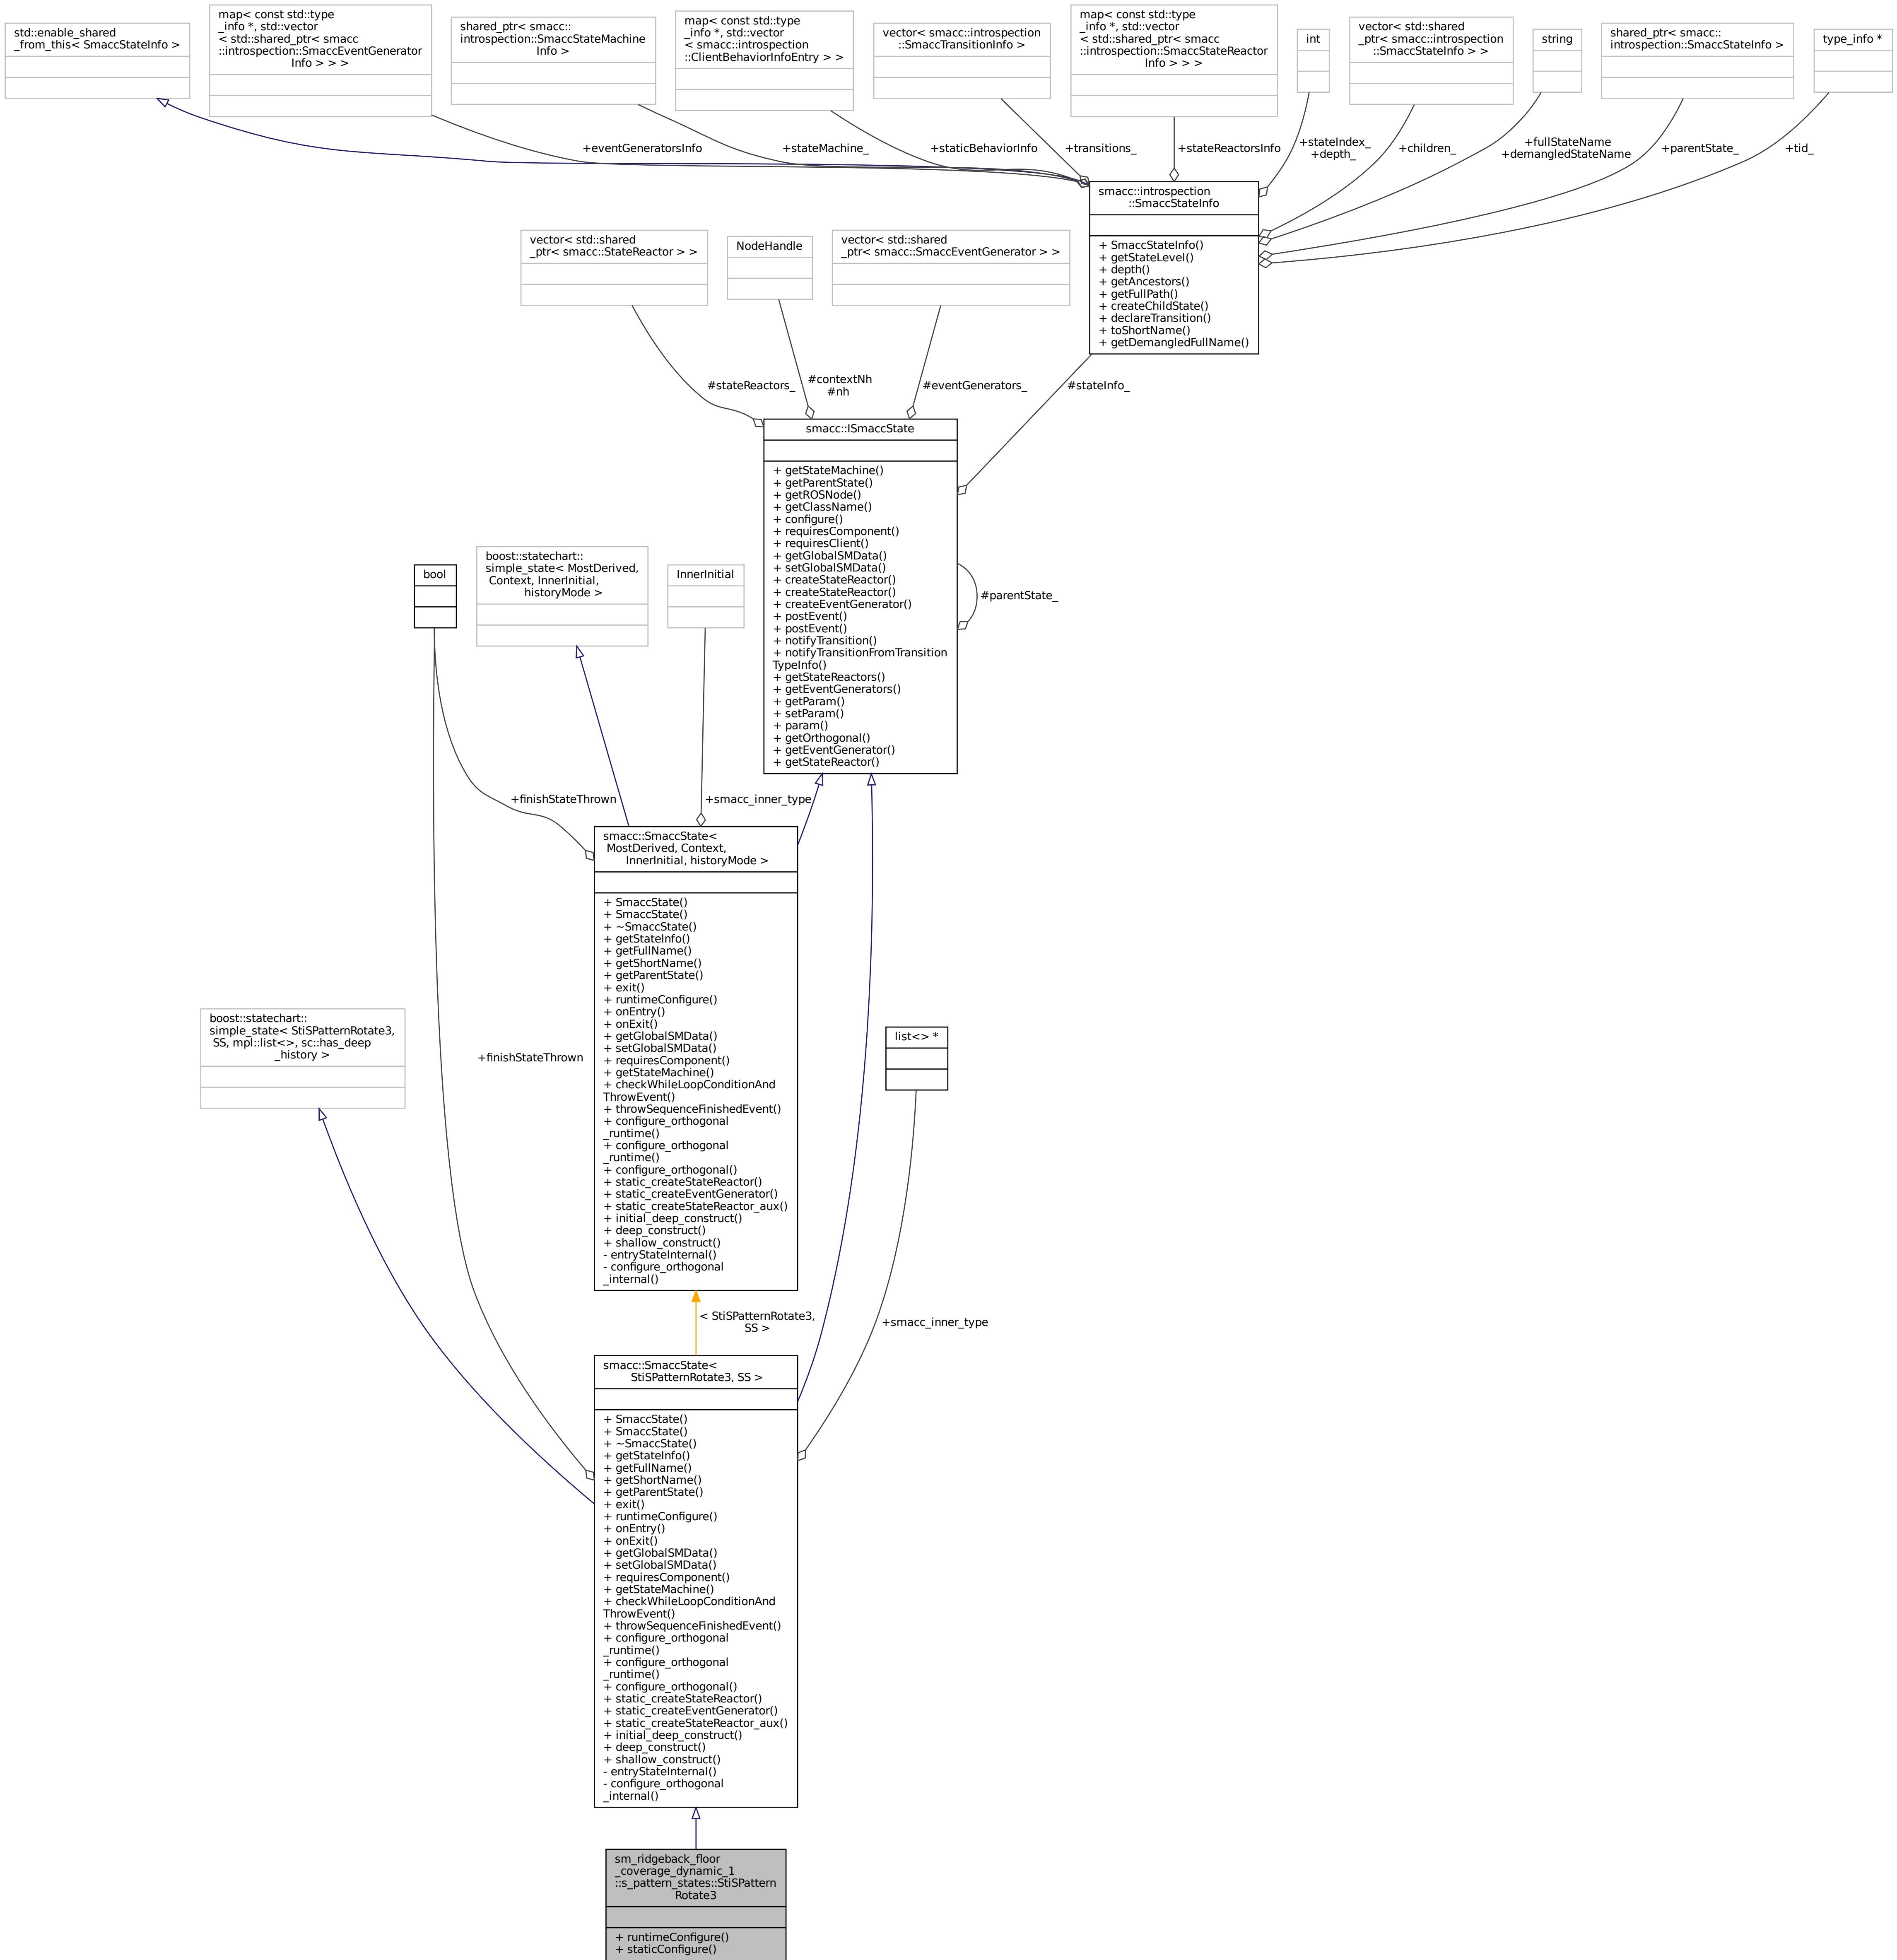 std::enable_shared
_from_this< SmaccStateInfo >
map< const std::type
_info *, std::vector
< std::shared_ptr< smacc
::introspection::SmaccEventGenerator
Info > > >
shared_ptr< smacc::
introspection::SmaccStateMachine
Info >
map< const std::type
_info *, std::vector
< smacc::introspection
::ClientBehaviorInfoEntry > >
vector< smacc::introspection
::SmaccTransitionInfo >
map< const std::type
_info *, std::vector
< std::shared_ptr< smacc
::introspection::SmaccStateReactor
Info > > >
int
vector< std::shared
_ptr< smacc::introspection
::SmaccStateInfo > >
string
shared_ptr< smacc::
introspection::SmaccStateInfo >
type_info *
+eventGeneratorsInfo
+stateMachine_
+staticBehaviorInfo
+transitions_
+stateReactorsInfo
+stateIndex_
+depth_
+children_
+fullStateName
+demangledStateName
+parentState_
+tid_
smacc::introspection
::SmaccStateInfo
+ SmaccStateInfo()
+ getStateLevel()
+ depth()
+ getAncestors()
+ getFullPath()
+ createChildState()
+ declareTransition()
+ toShortName()
+ getDemangledFullName()
vector< std::shared
_ptr< smacc::StateReactor > >
NodeHandle
vector< std::shared
_ptr< smacc::SmaccEventGenerator > >
#stateReactors_
#contextNh
#nh
#eventGenerators_
#stateInfo_
smacc::ISmaccState
+ getStateMachine()
+ getParentState()
+ getROSNode()
+ getClassName()
+ configure()
+ requiresComponent()
+ requiresClient()
+ getGlobalSMData()
+ setGlobalSMData()
+ createStateReactor()
+ createStateReactor()
+ createEventGenerator()
+ postEvent()
+ postEvent()
+ notifyTransition()
+ notifyTransitionFromTransition
TypeInfo()
+ getStateReactors()
+ getEventGenerators()
+ getParam()
+ setParam()
+ param()
+ getOrthogonal()
+ getEventGenerator()
+ getStateReactor()
#parentState_
bool
boost::statechart::
simple_state< MostDerived,
Context, InnerInitial,
historyMode >
InnerInitial
+finishStateThrown
+smacc_inner_type
smacc::SmaccState<
MostDerived, Context,
InnerInitial, historyMode >
+ SmaccState()
+ SmaccState()
+ ~SmaccState()
+ getStateInfo()
+ getFullName()
+ getShortName()
+ getParentState()
+ exit()
+ runtimeConfigure()
+ onEntry()
+ onExit()
+ getGlobalSMData()
+ setGlobalSMData()
+ requiresComponent()
+ getStateMachine()
+ checkWhileLoopConditionAnd
ThrowEvent()
+ throwSequenceFinishedEvent()
+ configure_orthogonal
_runtime()
+ configure_orthogonal
_runtime()
+ configure_orthogonal()
+ static_createStateReactor()
+ static_createEventGenerator()
+ static_createStateReactor_aux()
+ initial_deep_construct()
+ deep_construct()
+ shallow_construct()
- entryStateInternal()
- configure_orthogonal
_internal()
boost::statechart::
simple_state< StiSPatternRotate3,
SS, mpl::list<>, sc::has_deep
_history >
+finishStateThrown
list<> *
< StiSPatternRotate3,
SS >
+smacc_inner_type
smacc::SmaccState<
StiSPatternRotate3, SS >
+ SmaccState()
+ SmaccState()
+ ~SmaccState()
+ getStateInfo()
+ getFullName()
+ getShortName()
+ getParentState()
+ exit()
+ runtimeConfigure()
+ onEntry()
+ onExit()
+ getGlobalSMData()
+ setGlobalSMData()
+ requiresComponent()
+ getStateMachine()
+ checkWhileLoopConditionAnd
ThrowEvent()
+ throwSequenceFinishedEvent()
+ configure_orthogonal
_runtime()
+ configure_orthogonal
_runtime()
+ configure_orthogonal()
+ static_createStateReactor()
+ static_createEventGenerator()
+ static_createStateReactor_aux()
+ initial_deep_construct()
+ deep_construct()
+ shallow_construct()
- entryStateInternal()
- configure_orthogonal
_internal()
sm_ridgeback_floor
_coverage_dynamic_1
::s_pattern_states::StiSPattern
Rotate3
+ runtimeConfigure()
+ staticConfigure()